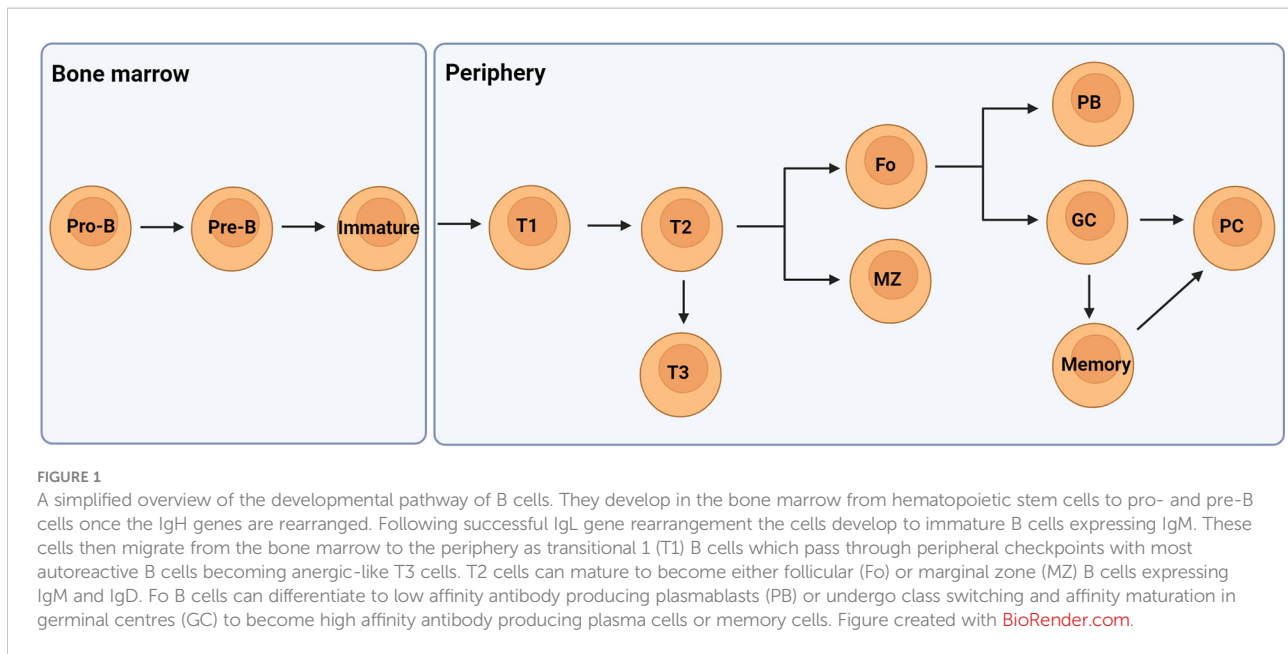 Bone marrow
Periphery
Pro-B
Pre-B
Immature
T1
T2
T3
Fo
MZ
PB
GC
PC
Memory
FIGURE 1
A simplified overview of the developmental pathway of B cells. They develop in the bone marrow from hematopoietic stem cells to pro- and pre-B
cells once the IgH genes are rearranged. Following successful IgL gene rearrangement the cells develop to immature B cells expressing IgM. These
cells then migrate from the bone marrow to the periphery as transitional 1 (T1) B cells which pass through peripheral checkpoints with most
autoreactive B cells becoming anergic-like T3 cells. T2 cells can mature to become either follicular (Fo) or marginal zone (MZ) B cells expressing
IgM and IgD. Fo B cells can differentiate to low affinity antibody producing plasmablasts (PB) or undergo class switching and affinity maturation in
germinal centres (GC) to become high affinity antibody producing plasma cells or memory cells. Figure created with BioRender.com.